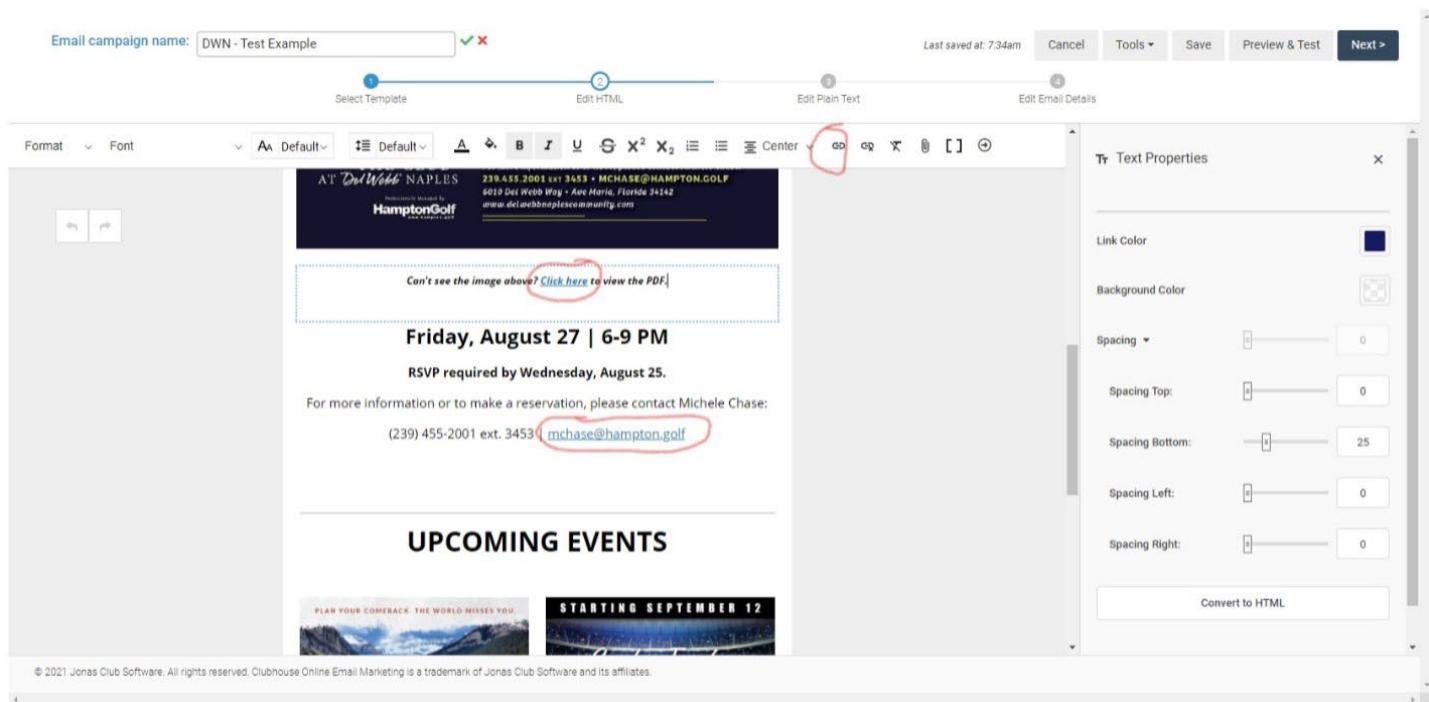 Email campaign name: DWN - Test Example
Last saved at: 7:34am Cancel Tools Save Preview & Test Next >
1 2 3 4
Select Template Edit HTML Edit Plain Text Edit Email Details
Format Font AA Default Default A B I U S X² X₂ Center
Tт Text Properties
AT Del Webb NAPLES
239.455.2001 EXT 3453 • MCHASE@HAMPTON.GOLF
6010 Del Webb Way • Ave Maria, Florida 34142
www.delwebbnaplescommunity.com
HamptonGolf
Can't see the image above? Click here to view the PDF.
Friday, August 27 | 6-9 PM
RSVP required by Wednesday, August 25.
For more information or to make a reservation, please contact Michele Chase:
(239) 455-2001 ext. 3453 | mchase@hampton.golf
UPCOMING EVENTS
PLAN YOUR COMEBACK. THE WORLD MISSES YOU.
STARTING SEPTEMBER 12
Link Color
Background Color
Spacing 0
Spacing Top: 0
Spacing Bottom: 25
Spacing Left: 0
Spacing Right: 0
Convert to HTML
© 2021 Jonas Club Software. All rights reserved. Clubhouse Online Email Marketing is a trademark of Jonas Club Software and its affiliates.